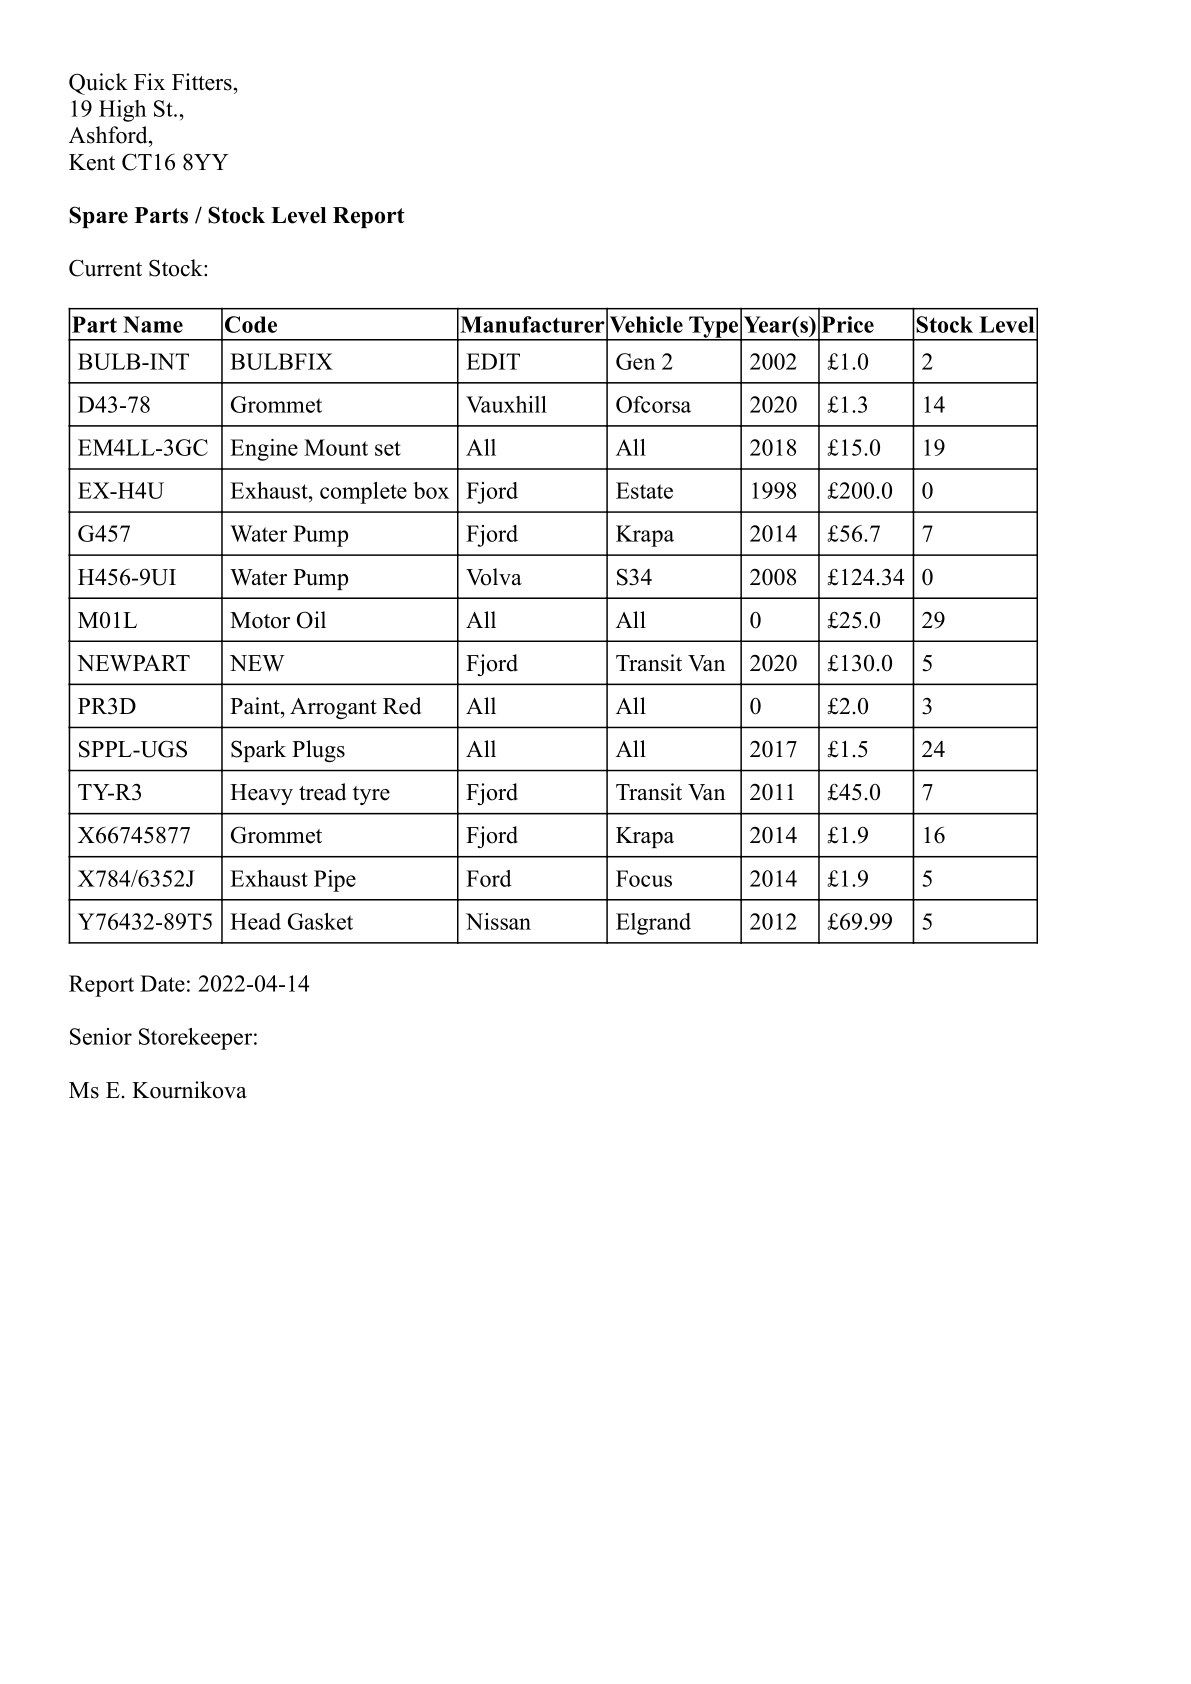 Quick Fix Fitters,
19 High St.,
Ashford,
Kent CT16 8YY
Spare Parts / Stock Level Report
Current Stock:
Part Name Code Manufacturer Vehicle Type Year(s) Price Stock Level
BULB-INT BULBFIX EDIT Gen 2 2002 £1.0 2
D43-78 Grommet Vauxhill Ofcorsa 2020 £1.3 14
EM4LL-3GC Engine Mount set All All 2018 £15.0 19
EX-H4U Exhaust, complete box Fjord Estate 1998 £200.0 0
G457 Water Pump Fjord Krapa 2014 £56.7 7
H456-9UI Water Pump Volva S34 2008 £124.34 0
M01L Motor Oil All All 0 £25.0 29
NEWPART NEW Fjord Transit Van 2020 £130.0 5
PR3D Paint, Arrogant Red All All 0 £2.0 3
SPPL-UGS Spark Plugs All All 2017 £1.5 24
TY-R3 Heavy tread tyre Fjord Transit Van 2011 £45.0 7
X66745877 Grommet Fjord Krapa 2014 £1.9 16
X784/6352J Exhaust Pipe Ford Focus 2014 £1.9 5
Y76432-89T5 Head Gasket Nissan Elgrand 2012 £69.99 5
Report Date: 2022-04-14
Senior Storekeeper:
Ms E. Kournikova